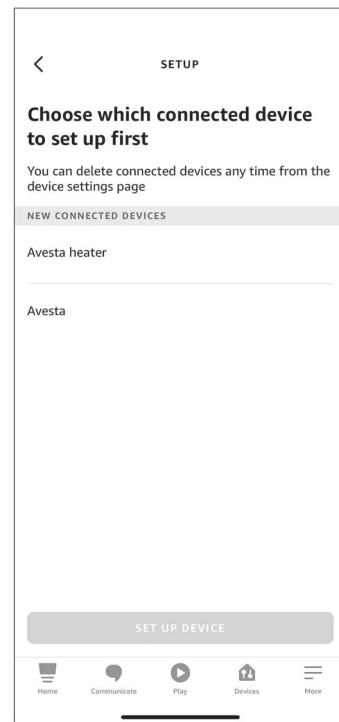 SETUP
Choose which connected device
to set up first
You can delete connected devices any time from the
device settings page
NEW CONNECTED DEVICES
Avesta heater
Avesta
SET UP DEVICE
Home Communicate Play Devices More